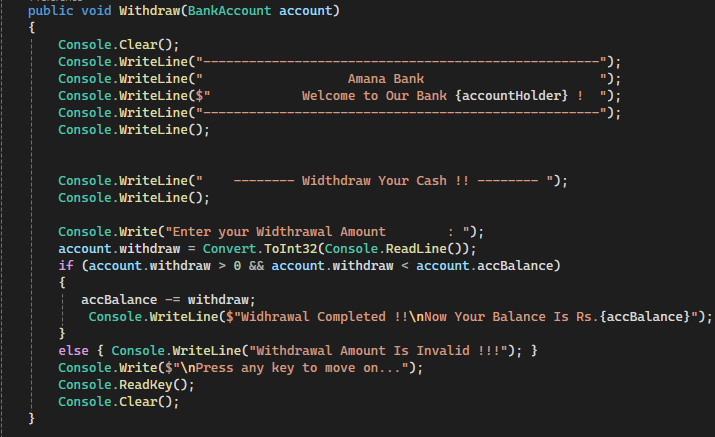 public void Withdraw(BankAccount account)
{
Console.Clear();
Console.WriteLine("----------------------------------------------------");
Console.WriteLine("                   Amana Bank                       ");
Console.WriteLine($"            Welcome to Our Bank {accountHolder} !  ");
Console.WriteLine("----------------------------------------------------");
Console.WriteLine();
Console.WriteLine("    -------- Widthdraw Your Cash !! -------- ");
Console.WriteLine();
Console.Write("Enter your Widthrawal Amount        : ");
account.withdraw = Convert.ToInt32(Console.ReadLine());
if (account.withdraw > 0 && account.withdraw < account.accBalance)
{
accBalance -= withdraw;
Console.WriteLine($"Widhrawal Completed !!\nNow Your Balance Is Rs.{accBalance}");
}
else { Console.WriteLine("Withdrawal Amount Is Invalid !!!"); }
Console.Write($"\nPress any key to move on...");
Console.ReadKey();
Console.Clear();
}